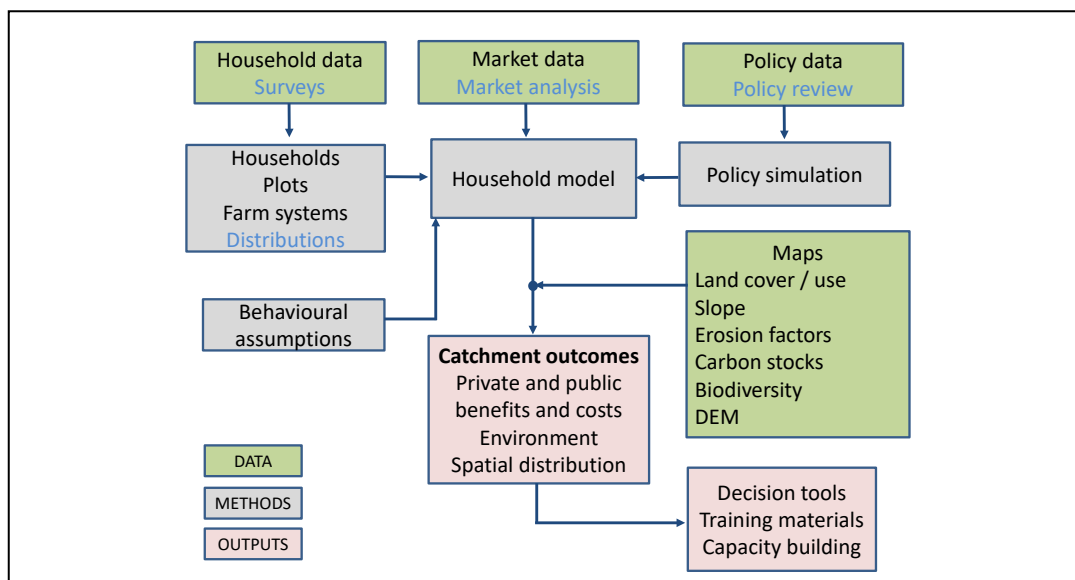 Household data
Surveys
Market data
Market analysis
Policy data
Policy review
Households
Plots
Farm systems
Distributions
Household model
Policy simulation
Behavioural
assumptions
Maps
Land cover / use
Slope
Erosion factors
Carbon stocks
Biodiversity
DEM
Catchment outcomes
Private and public
benefits and costs
Environment
Spatial distribution
DATA
METHODS
OUTPUTS
Decision tools
Training materials
Capacity building